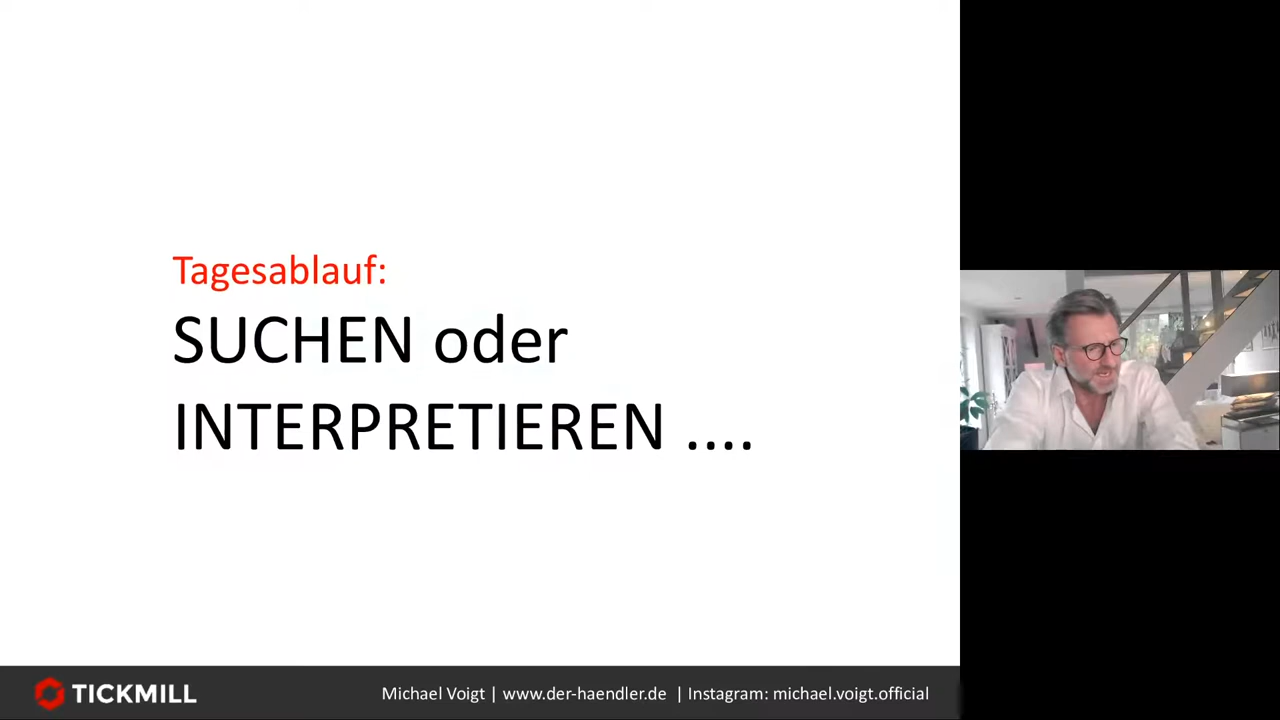 Tagesablauf:
SUCHEN oder
INTERPRETIEREN ....
TICKMILL
Michael Voigt | www.der-haendler.de | Instagram: michael.voigt.official